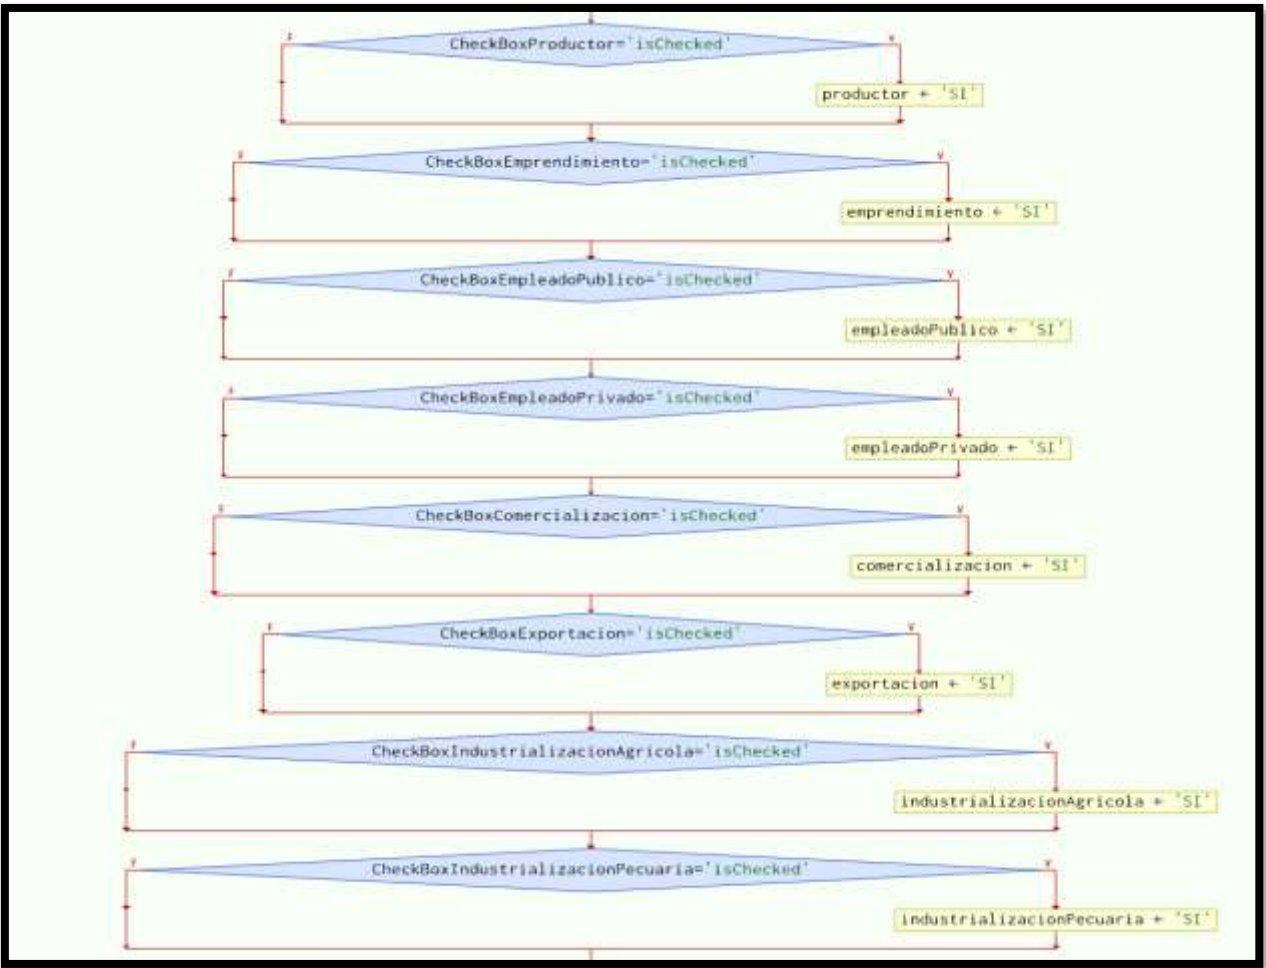 CheckBoxProductor='isChecked'
F
V
productor ← 'SI'
CheckBoxEmprendimiento='isChecked'
F
V
emprendimiento ← 'SI'
CheckBoxEmpleadoPublico='isChecked'
F
V
empleadoPublico ← 'SI'
CheckBoxEmpleadoPrivado='isChecked'
F
V
empleadoPrivado ← 'SI'
CheckBoxComercializacion='isChecked'
F
V
comercializacion ← 'SI'
CheckBoxExportacion='isChecked'
F
V
exportacion ← 'SI'
CheckBoxIndustrializacionAgricola='isChecked'
F
V
industrializacionAgricola ← 'SI'
CheckBoxIndustrializacionPecuaria='isChecked'
F
V
industrializacionPecuaria ← 'SI'